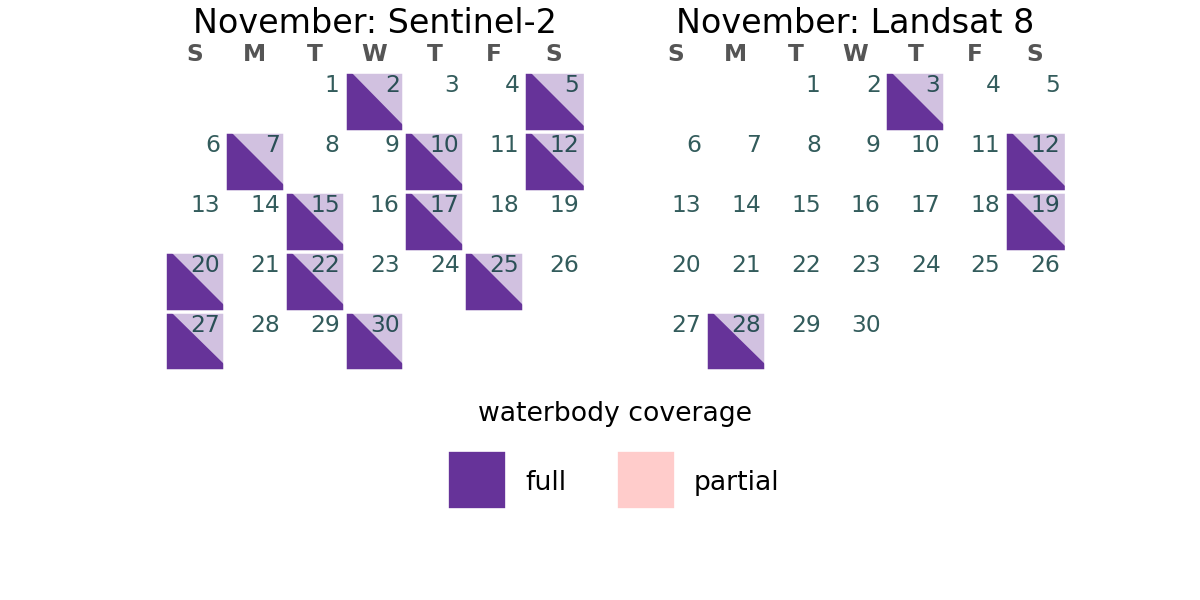 November: Sentinel-2
S M T W T F S
1 2 3 4 5
6 7 8 9 10 11 12
13 14 15 16 17 18 19
20 21 22 23 24 25 26
27 28 29 30
November: Landsat 8
S M T W T F S
1 2 3 4 5
6 7 8 9 10 11 12
13 14 15 16 17 18 19
20 21 22 23 24 25 26
27 28 29 30
waterbody coverage
full partial